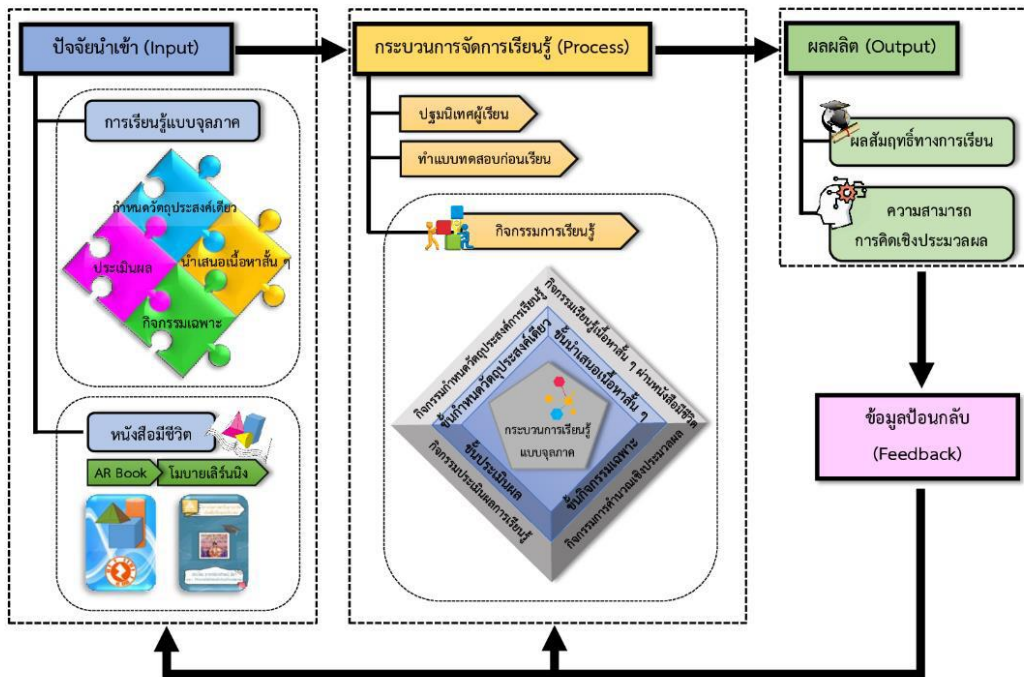 ปัจจัยนำเข้า (Input)
การเรียนรู้แบบจุลภาค
กำหนดวัตถุประสงค์เดียว
ประเมินผล
นำเสนอเนื้อหาสั้น ๆ
กิจกรรมเฉพาะ
หนังสือมีชีวิต
AR Book
โมบายเลิร์นนิง
กระบวนการจัดการเรียนรู้ (Process)
ปฐมนิเทศผู้เรียน
ทำแบบทดสอบก่อนเรียน
กิจกรรมการเรียนรู้
กิจกรรมกำหนดวัตถุประสงค์การเรียนรู้
กิจกรรมเรียนรู้เนื้อหาสั้น ๆ ผ่านหนังสือมีชีวิต
ขั้นกำหนดวัตถุประสงค์เดียว
ขั้นนำเสนอเนื้อหาสั้น ๆ
กระบวนการเรียนรู้
แบบจุลภาค
ขั้นประเมินผล
ขั้นกิจกรรมเฉพาะ
กิจกรรมประเมินผลการเรียนรู้
กิจกรรมการคำนวณเชิงประมวลผล
ผลผลิต (Output)
ผลสัมฤทธิ์ทางการเรียน
ความสามารถ
การคิดเชิงประมวลผล
ข้อมูลป้อนกลับ
(Feedback)